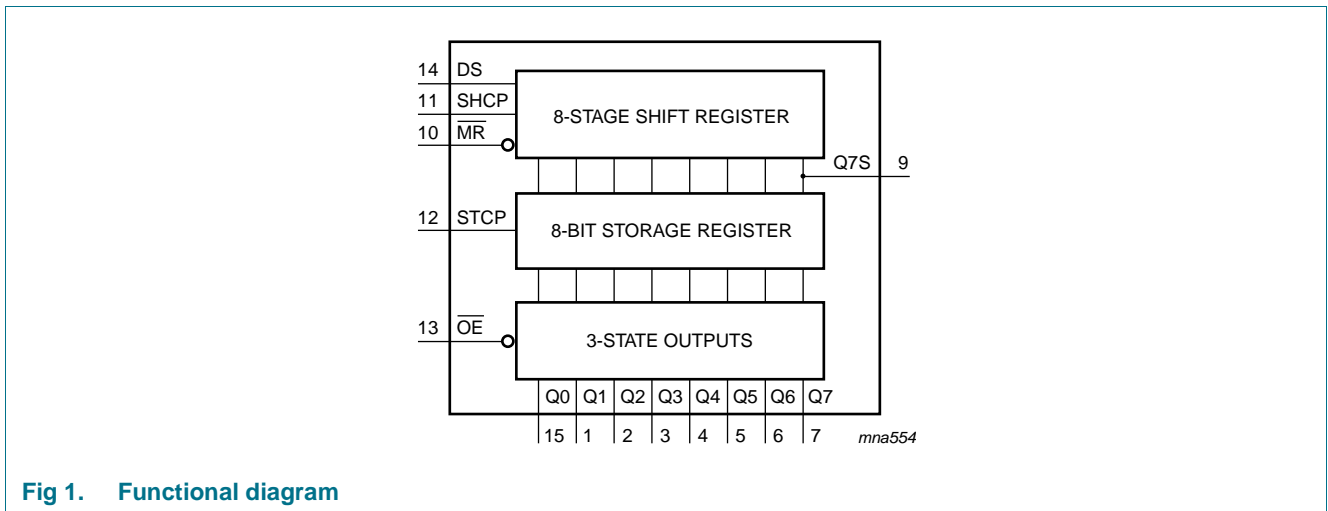 14 DS
11 SHCP
10 MR
8-STAGE SHIFT REGISTER
Q7S 9
12 STCP
8-BIT STORAGE REGISTER
13 OE
3-STATE OUTPUTS
Q0 Q1 Q2 Q3 Q4 Q5 Q6 Q7
15 1 2 3 4 5 6 7
mna554
Fig 1. Functional diagram